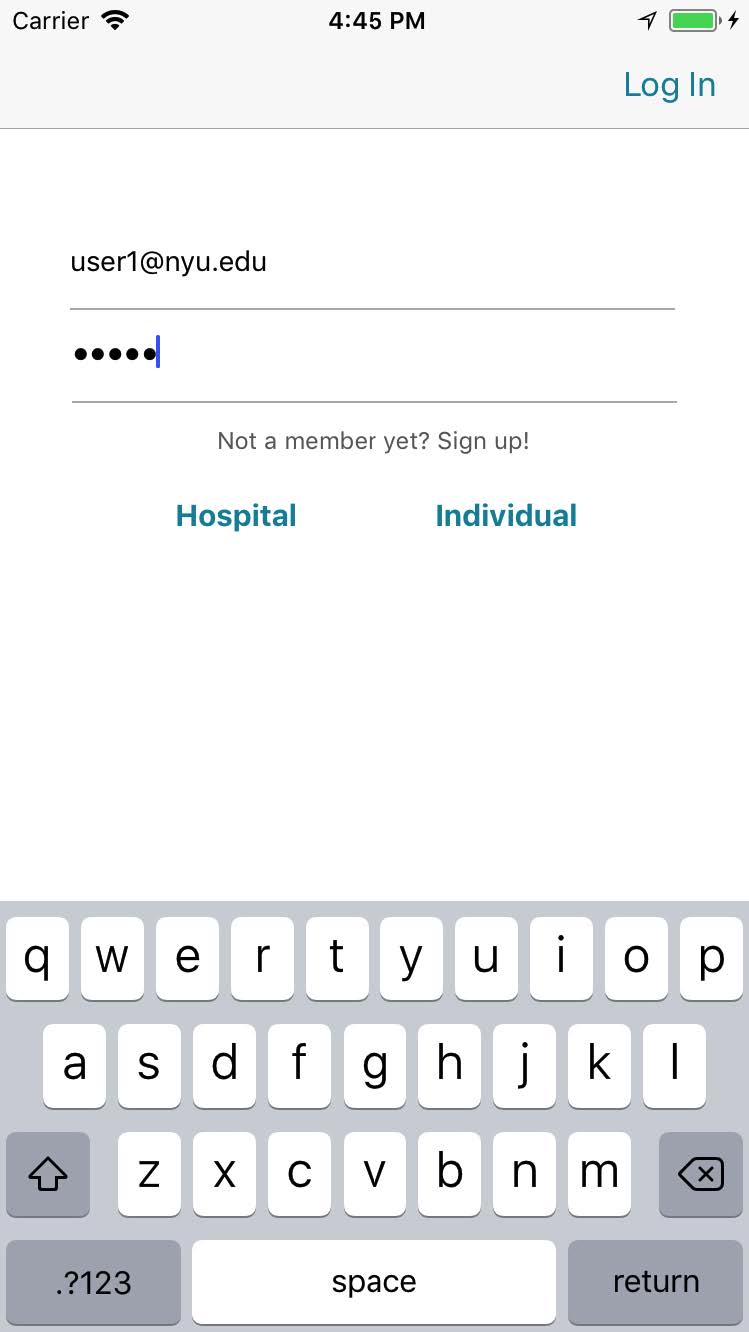 Carrier 4:45 PM
Log In
user1@nyu.edu
•••••
Not a member yet? Sign up!
Hospital Individual
q w e r t y u i o p
a s d f g h j k l
z x c v b n m
.?123 space return